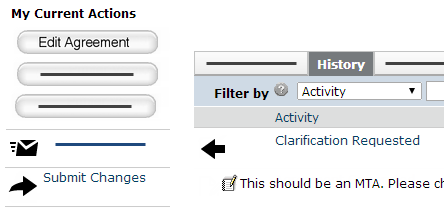 My Current Actions
Edit Agreement
Submit Changes
History
Filter by
Activity
Activity
Clarification Requested
This should be an MTA. Please